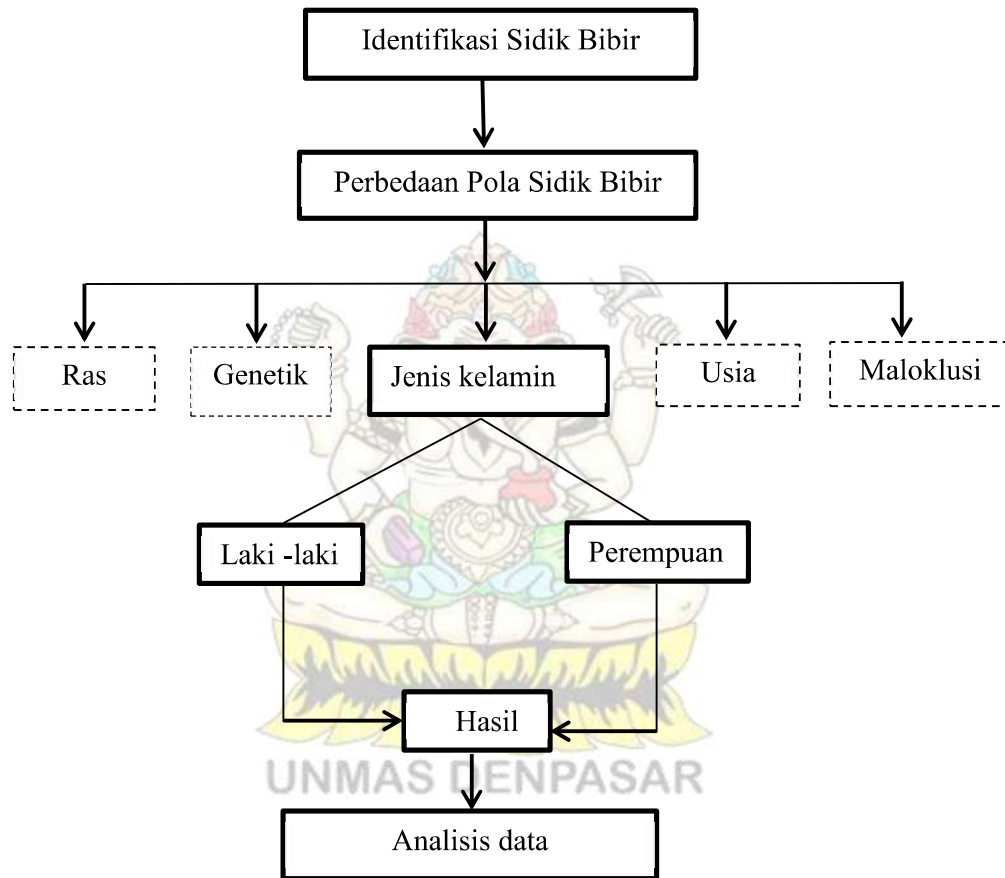 Identifikasi Sidik Bibir
Perbedaan Pola Sidik Bibir
Ras
Genetik
Jenis kelamin
Usia
Maloklusi
Laki -laki
Perempuan
Hasil
UNMAS DENPASAR
Analisis data